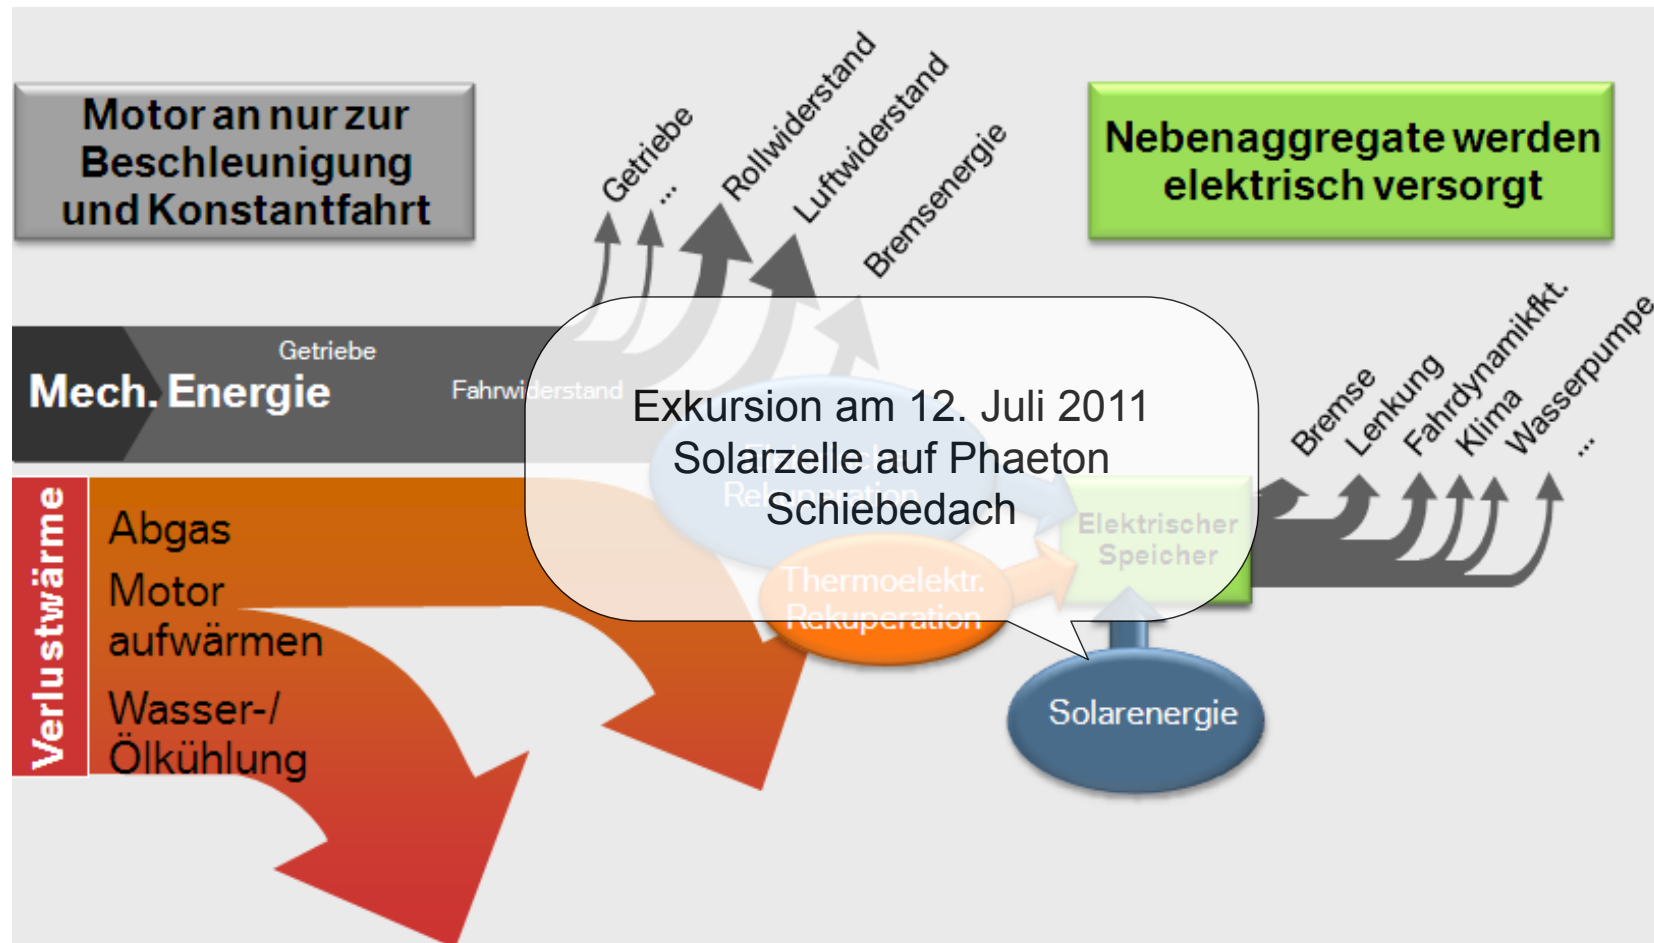 Motor an nur zur
Beschleunigung
und Konstantfahrt
Getriebe
...
Rollwiderstand
Luftwiderstand
Bremsenergie
Nebenaggregate werden
elektrisch versorgt
Getriebe
Mech. Energie
Fahrwiderstand
Exkursion am 12. Juli 2011
Solarzelle auf Phaeton
Schiebedach
Rekuperation
Thermoelektr.
Rekuperation
Elektrischer
Speicher
Bremse
Lenkung
Fahrdynamikfkt.
Klima
Wasserpumpe
...
Verlustwärme
Abgas
Motor
aufwärmen
Wasser-/
Ölkühlung
Solarenergie